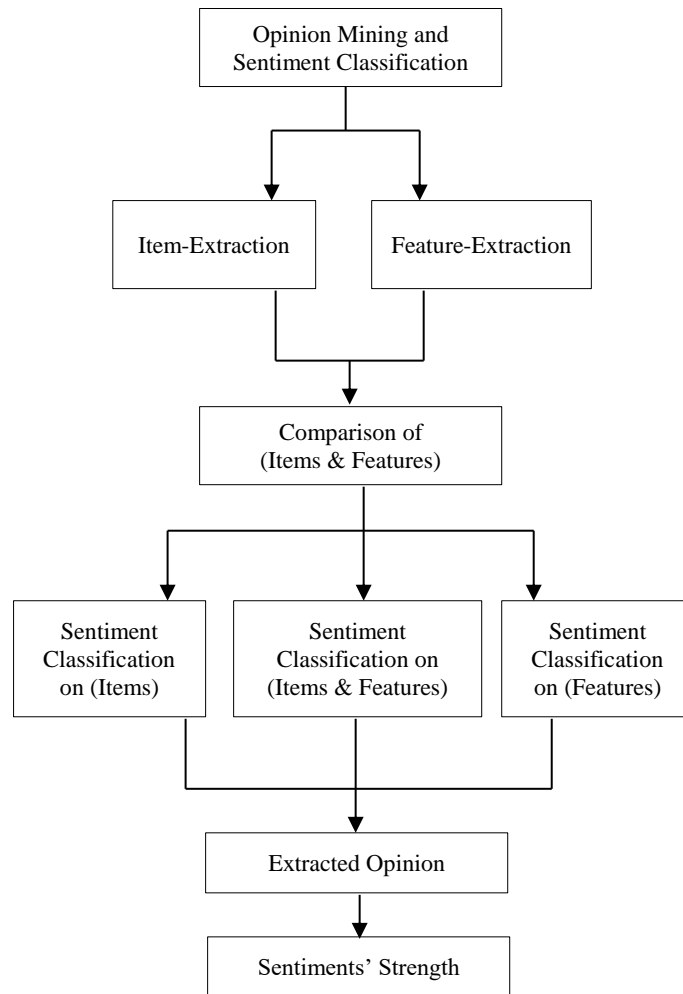 Opinion Mining and
Sentiment Classification
Item-Extraction
Feature-Extraction
Comparison of
(Items & Features)
Sentiment
Classification
on (Items)
Sentiment
Classification on
(Items & Features)
Sentiment
Classification
on (Features)
Extracted Opinion
Sentiments’ Strength